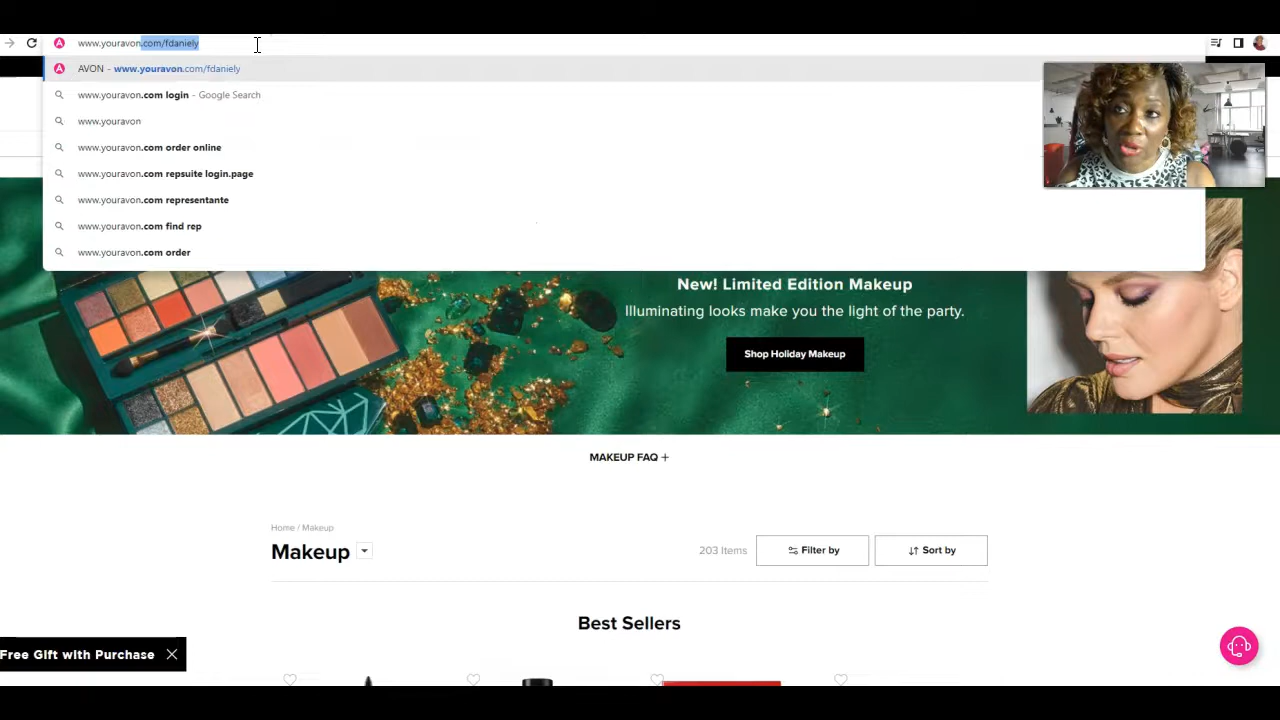 www.youravon.com/fdaniely
AVON - www.youravon.com/fdaniely
www.youravon.com login - Google Search
www.youravon
www.youravon.com order online
www.youravon.com repsuite login.page
www.youravon.com representante
www.youravon.com find rep
www.youravon.com order
New! Limited Edition Makeup
Illuminating looks make you the light of the party.
Shop Holiday Makeup
MAKEUP FAQ +
Home / Makeup
Makeup
203 Items
Filter by
Sort by
Best Sellers
Free Gift with Purchase